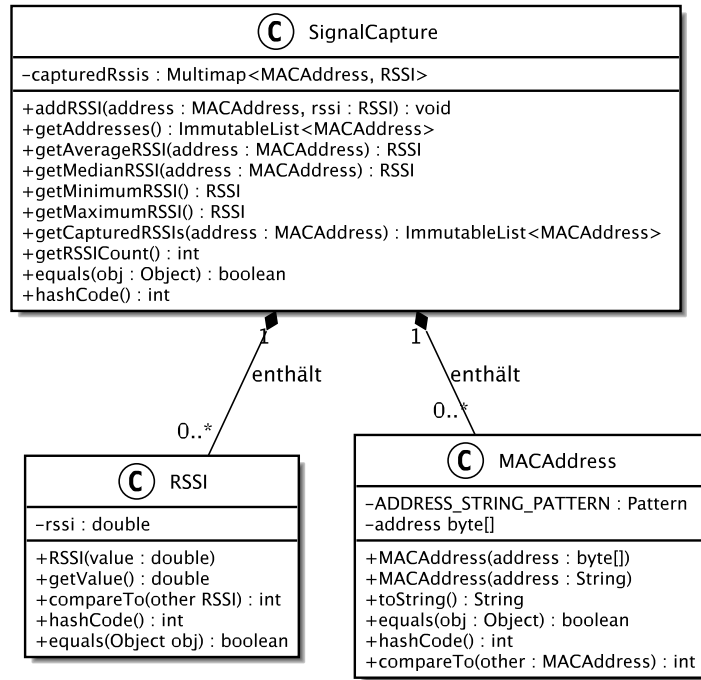 C SignalCapture
-capturedRssis : Multimap<MACAddress, RSSI>
+addRSSI(address : MACAddress, rssi : RSSI) : void
+getAddresses() : ImmutableList<MACAddress>
+getAverageRSSI(address : MACAddress) : RSSI
+getMedianRSSI(address : MACAddress) : RSSI
+getMinimumRSSI() : RSSI
+getMaximumRSSI() : RSSI
+getCapturedRSSIs(address : MACAddress) : ImmutableList<MACAddress>
+getRSSICount() : int
+equals(obj : Object) : boolean
+hashCode() : int
1
1
enthält
enthält
0..*
0..*
C RSSI
-rssi : double
+RSSI(value : double)
+getValue() : double
+compareTo(other RSSI) : int
+hashCode() : int
+equals(Object obj) : boolean
C MACAddress
-ADDRESS_STRING_PATTERN : Pattern
-address byte[]
+MACAddress(address : byte[])
+MACAddress(address : String)
+toString() : String
+equals(obj : Object) : boolean
+hashCode() : int
+compareTo(other : MACAddress) : int